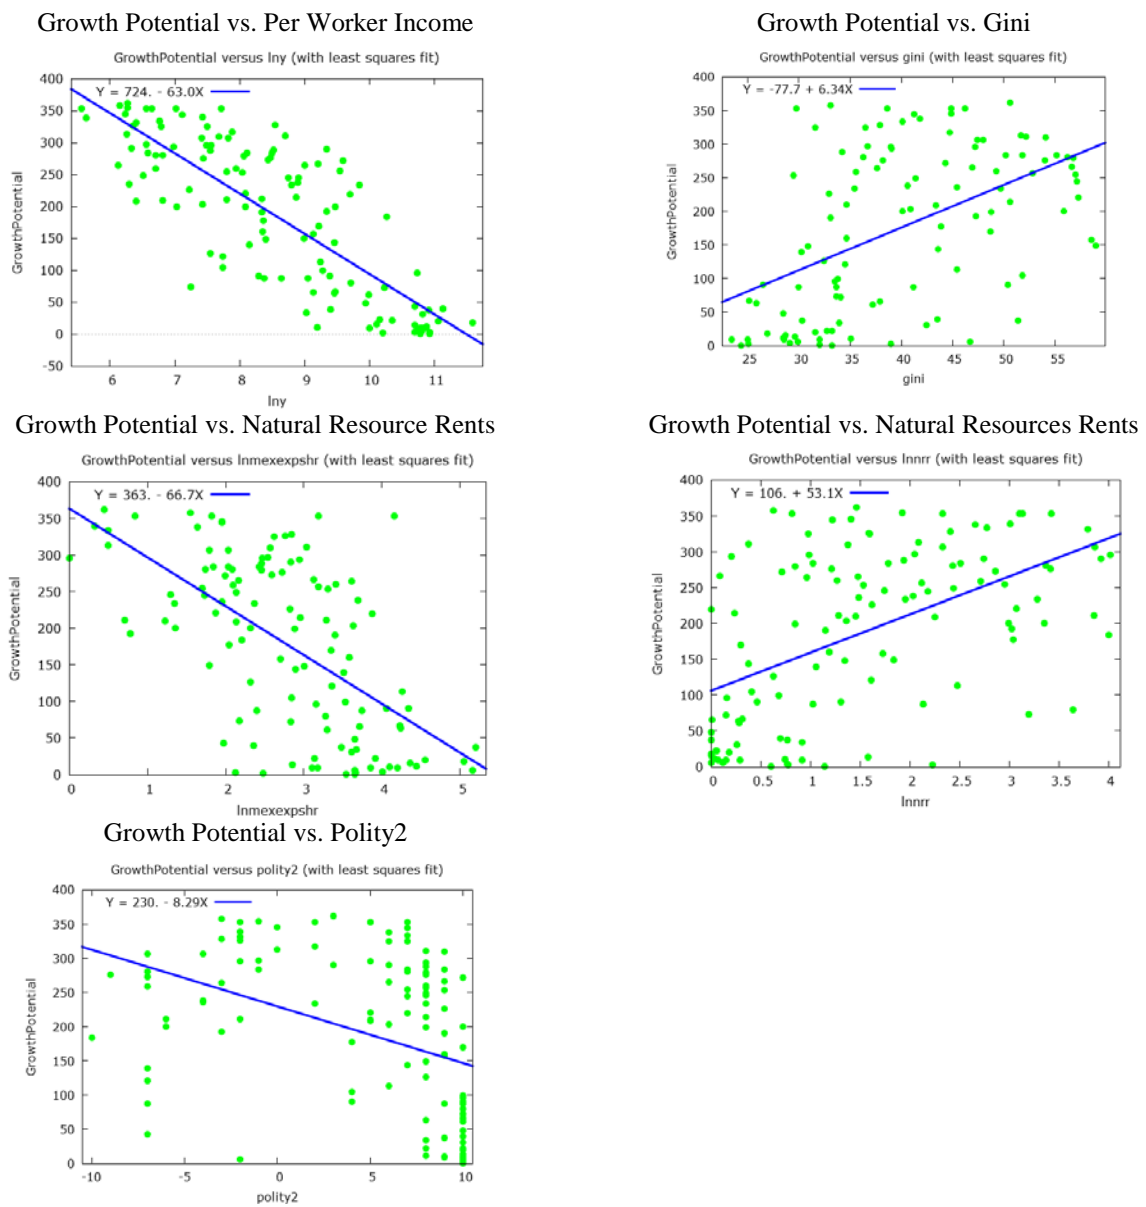 Growth Potential vs. Per Worker Income
GrowthPotential versus lny (with least squares fit)
Y = 724. - 63.0X
400
350
300
250
200
150
100
50
0
-50
GrowthPotential
6 7 8 9 10 11
lny
Growth Potential vs. Gini
GrowthPotential versus gini (with least squares fit)
Y = -77.7 + 6.34X
400
350
300
250
200
150
100
50
0
GrowthPotential
25 30 35 40 45 50 55
gini
Growth Potential vs. Natural Resource Rents
GrowthPotential versus lnmexexpshr (with least squares fit)
Y = 363. - 66.7X
400
350
300
250
200
150
100
50
0
GrowthPotential
0 1 2 3 4 5
lnmexexpshr
Growth Potential vs. Natural Resources Rents
GrowthPotential versus lnnrr (with least squares fit)
Y = 106. + 53.1X
400
350
300
250
200
150
100
50
0
GrowthPotential
0 0.5 1 1.5 2 2.5 3 3.5 4
lnnrr
Growth Potential vs. Polity2
GrowthPotential versus polity2 (with least squares fit)
Y = 230. - 8.29X
400
350
300
250
200
150
100
50
0
GrowthPotential
-10 -5 0 5 10
polity2